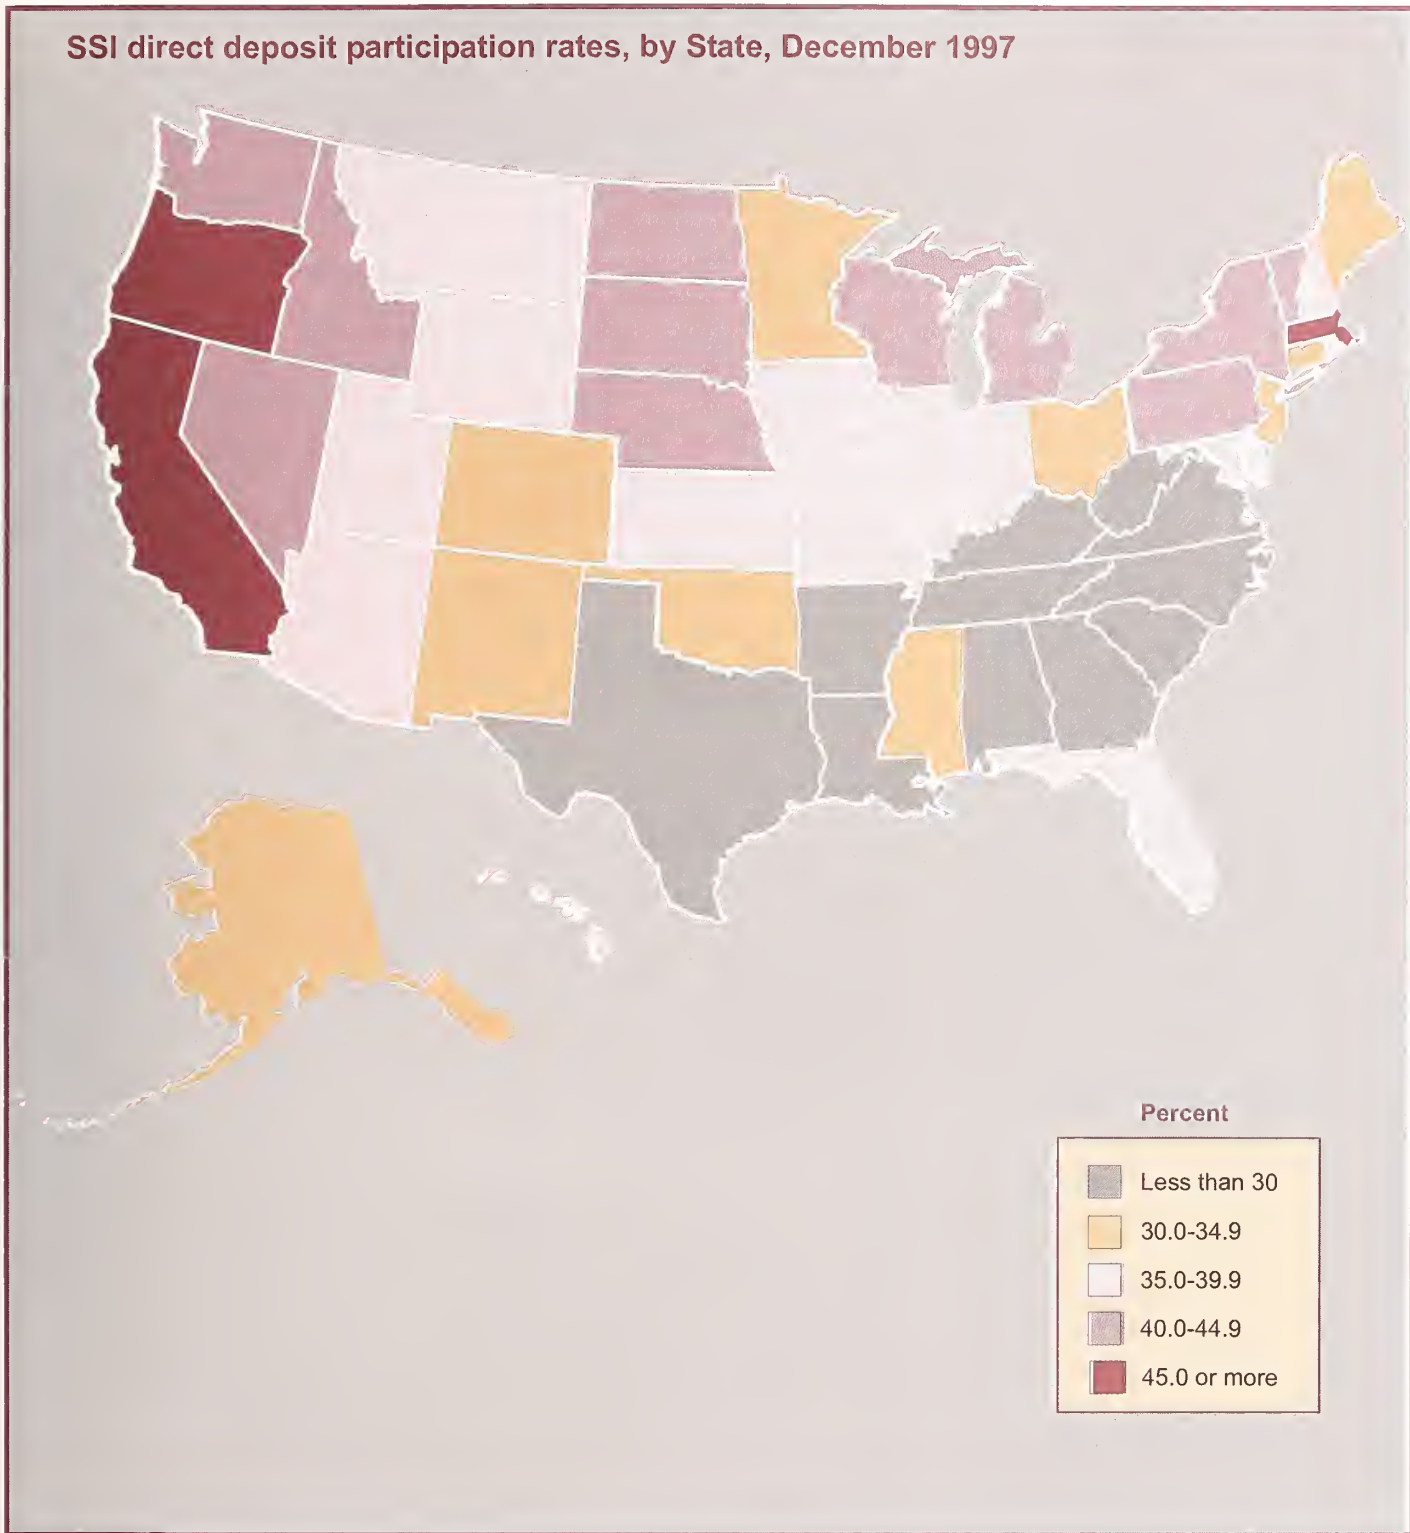 SSI direct deposit participation rates, by State, December 1997
Percent
Less than 30
30.0-34.9
35.0-39.9
40.0-44.9
45.0 or more